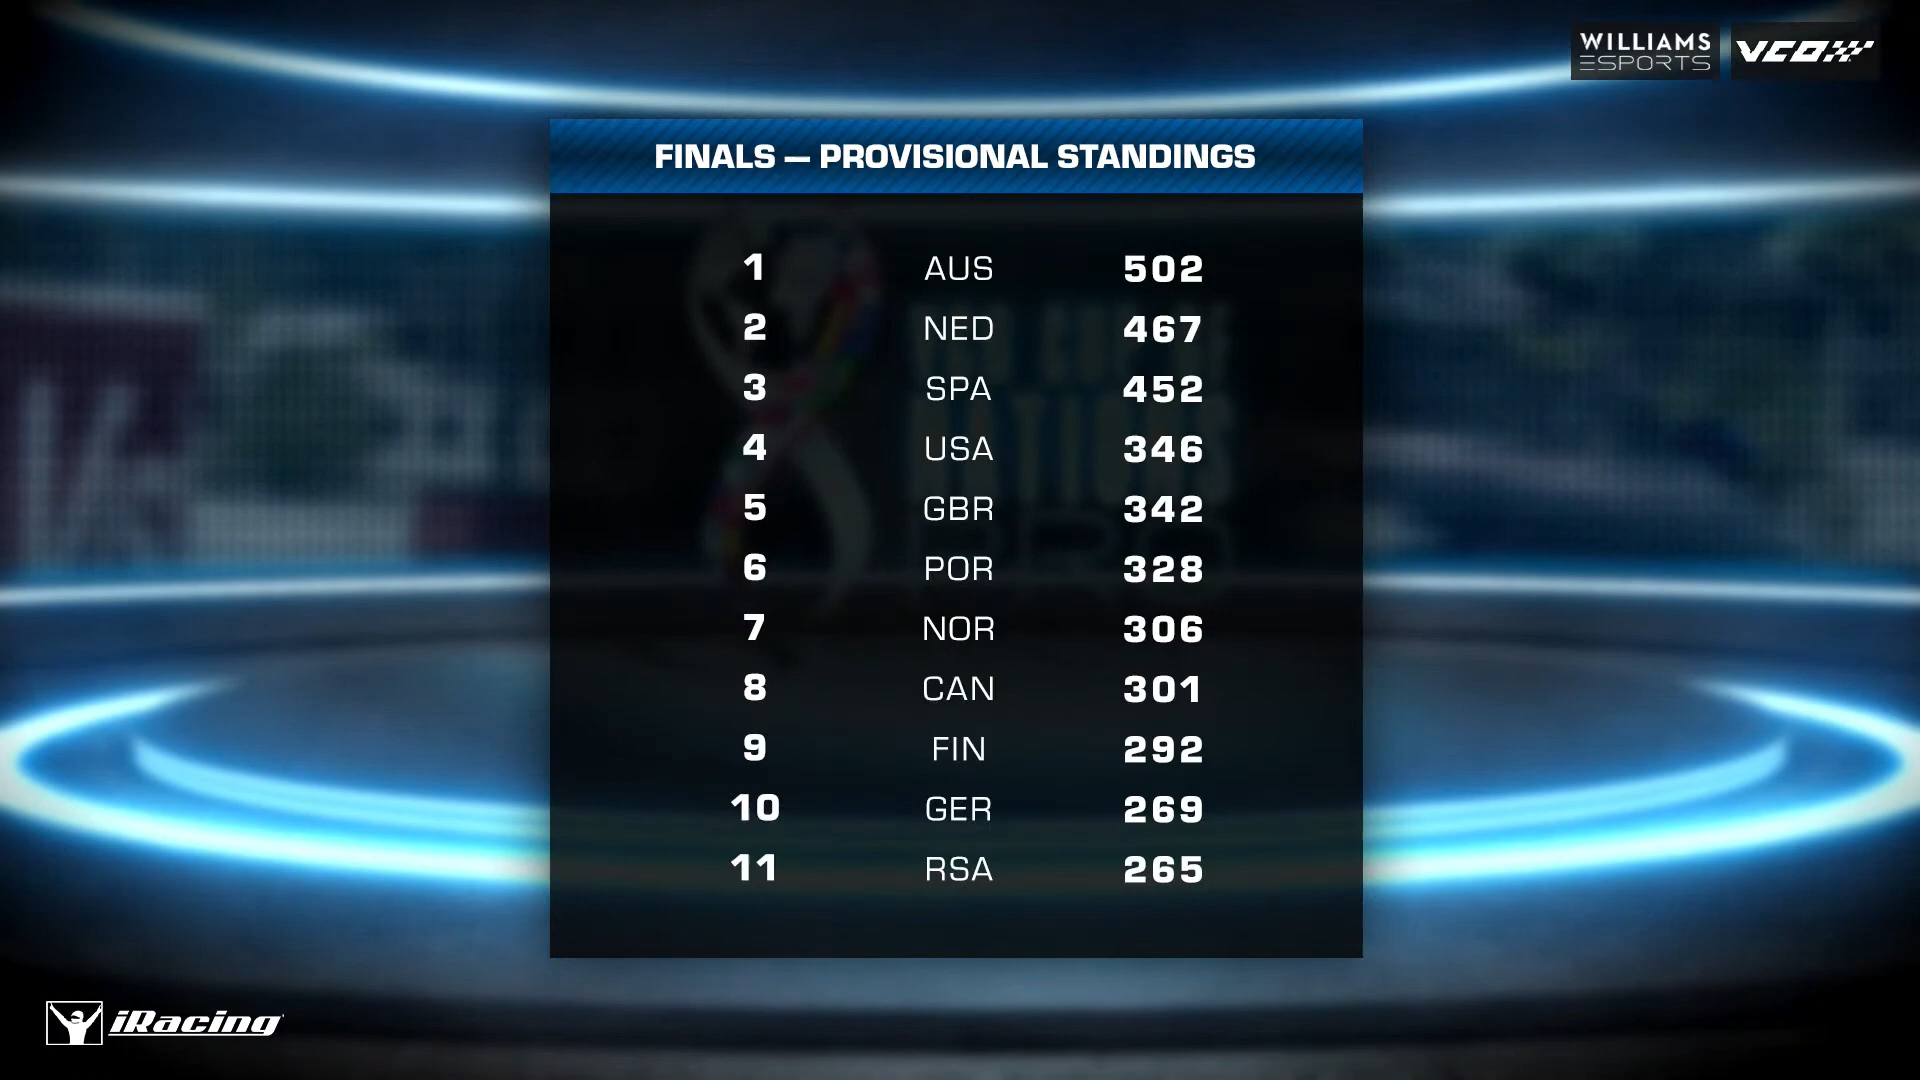 WILLIAMS
ESPORTS
VCO
FINALS — PROVISIONAL STANDINGS
1 AUS 502
2 NED 467
3 SPA 452
4 USA 346
5 GBR 342
6 POR 328
7 NOR 306
8 CAN 301
9 FIN 292
10 GER 269
11 RSA 265
iRacing